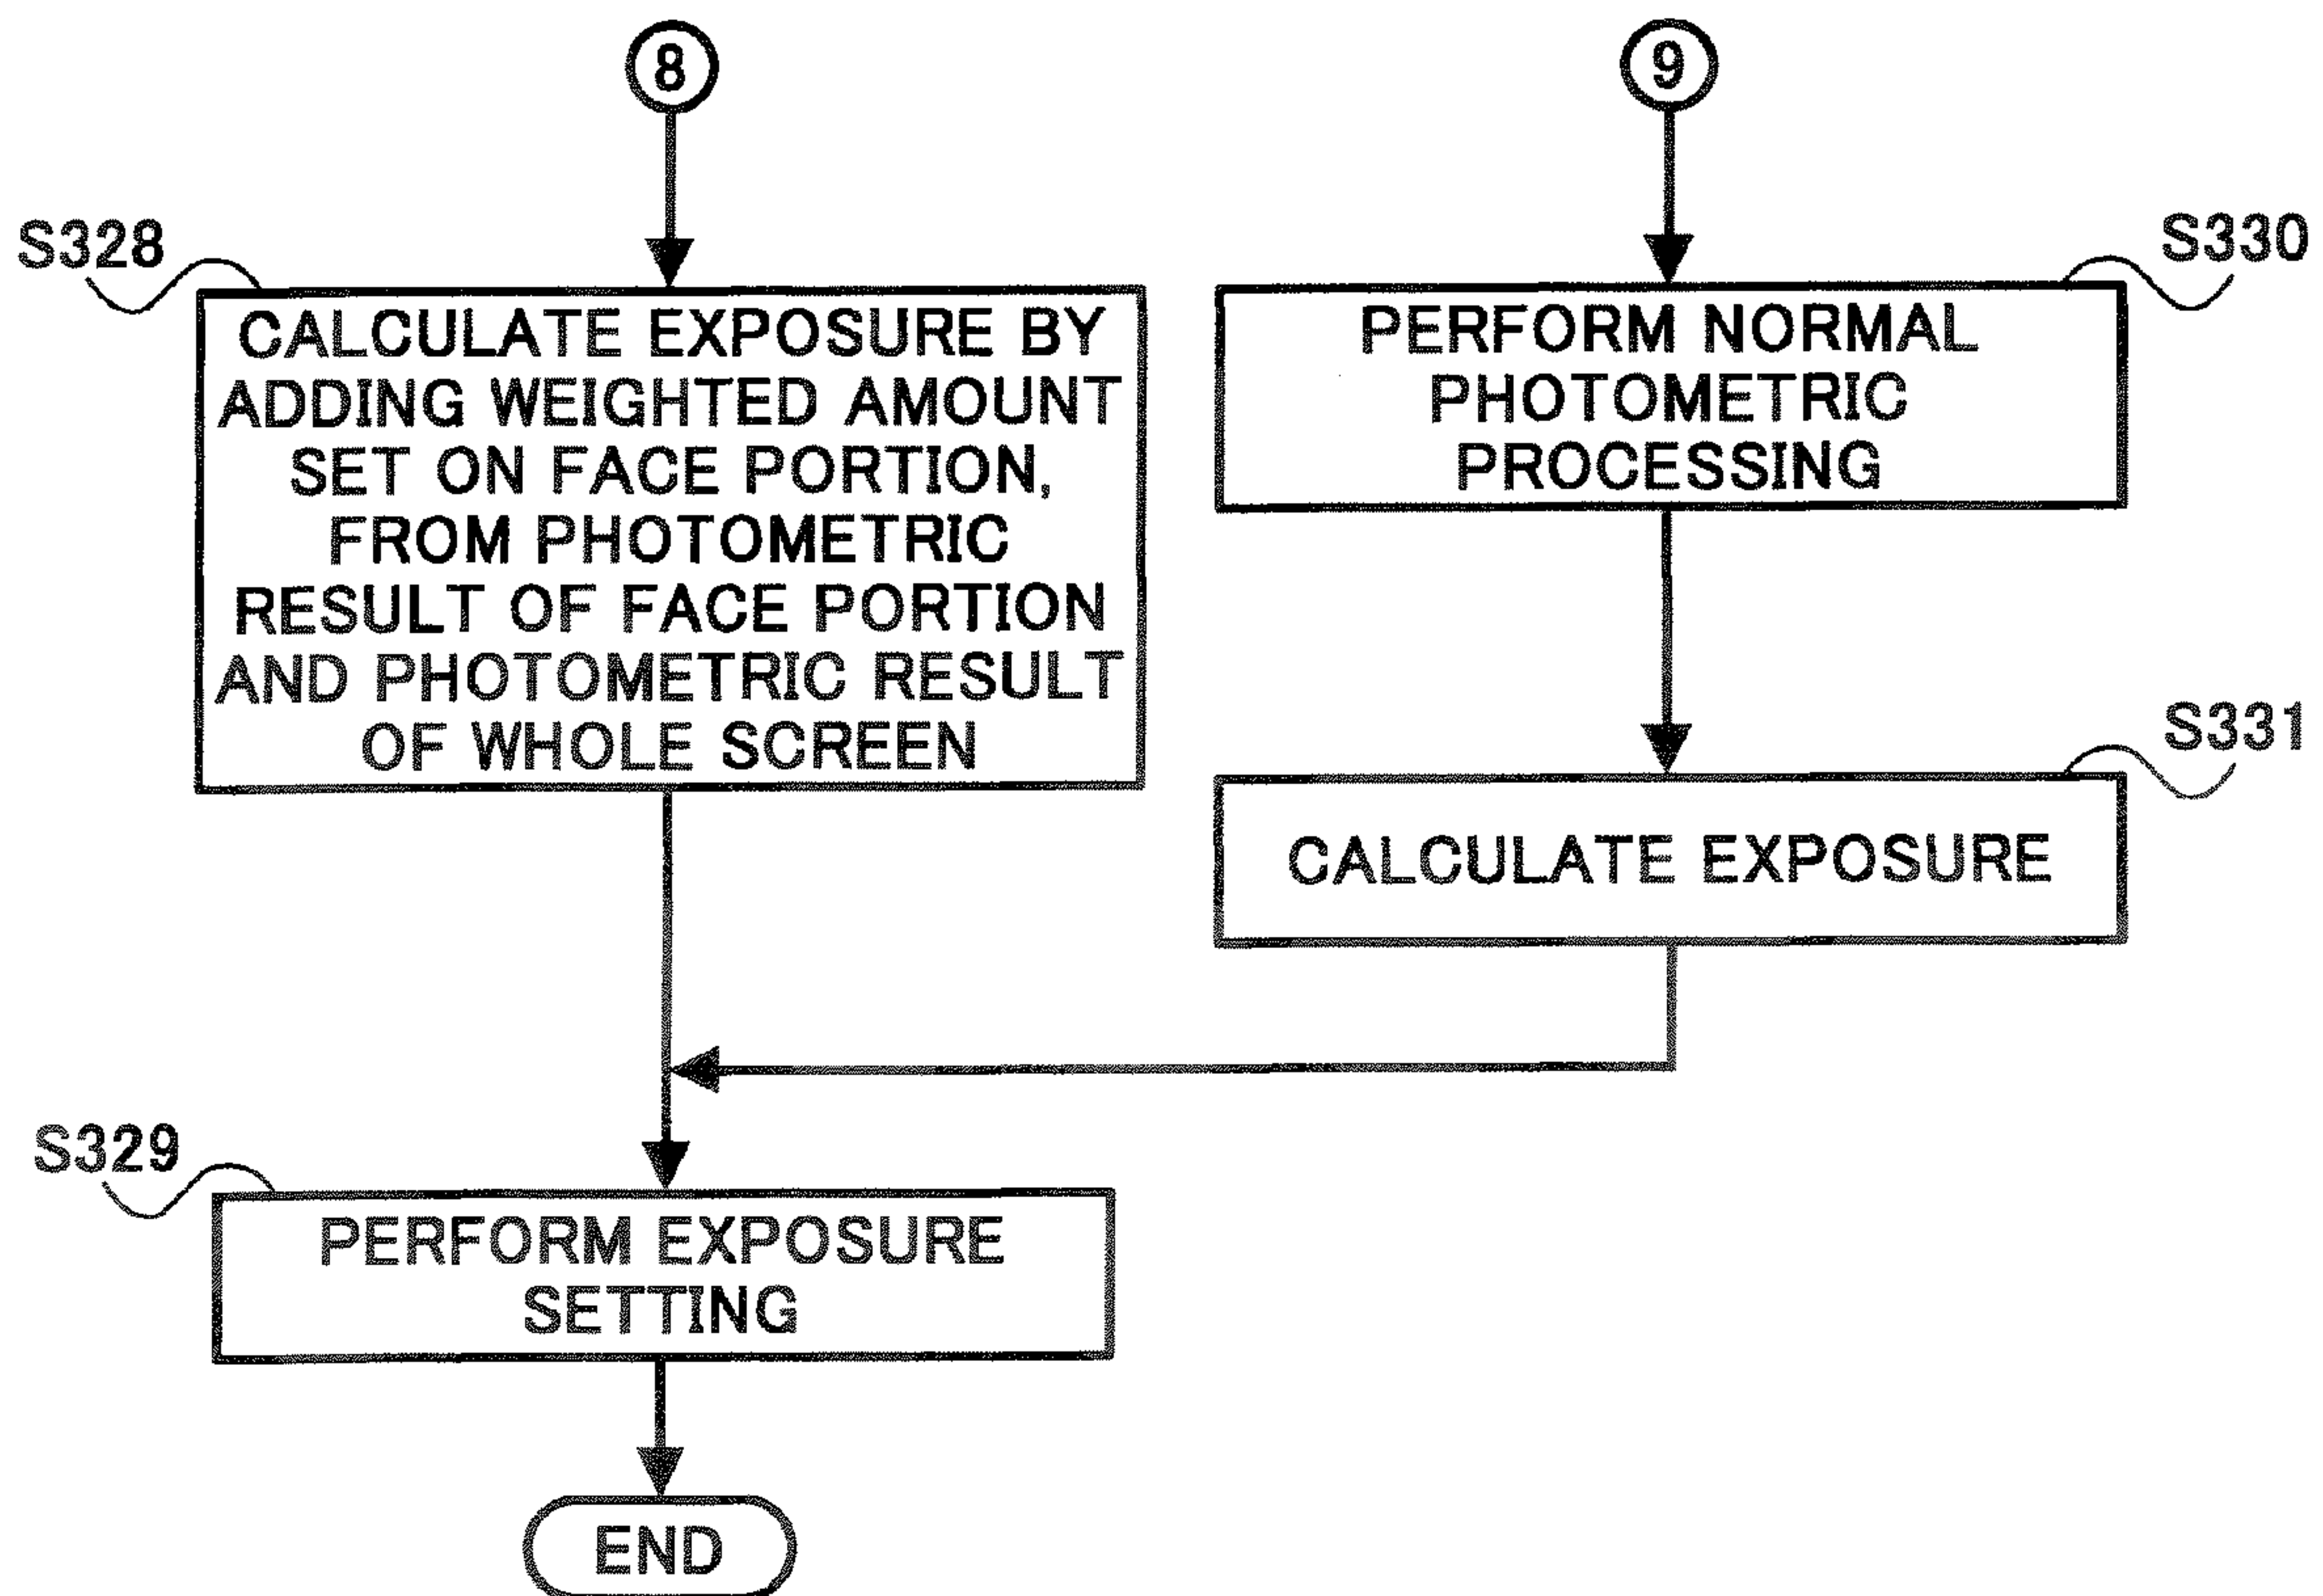 8
S328
CALCULATE EXPOSURE BY
ADDING WEIGHTED AMOUNT
SET ON FACE PORTION,
FROM PHOTOMETRIC
RESULT OF FACE PORTION
AND PHOTOMETRIC RESULT
OF WHOLE SCREEN
9
S330
PERFORM NORMAL
PHOTOMETRIC
PROCESSING
S331
CALCULATE EXPOSURE
S329
PERFORM EXPOSURE
SETTING
END